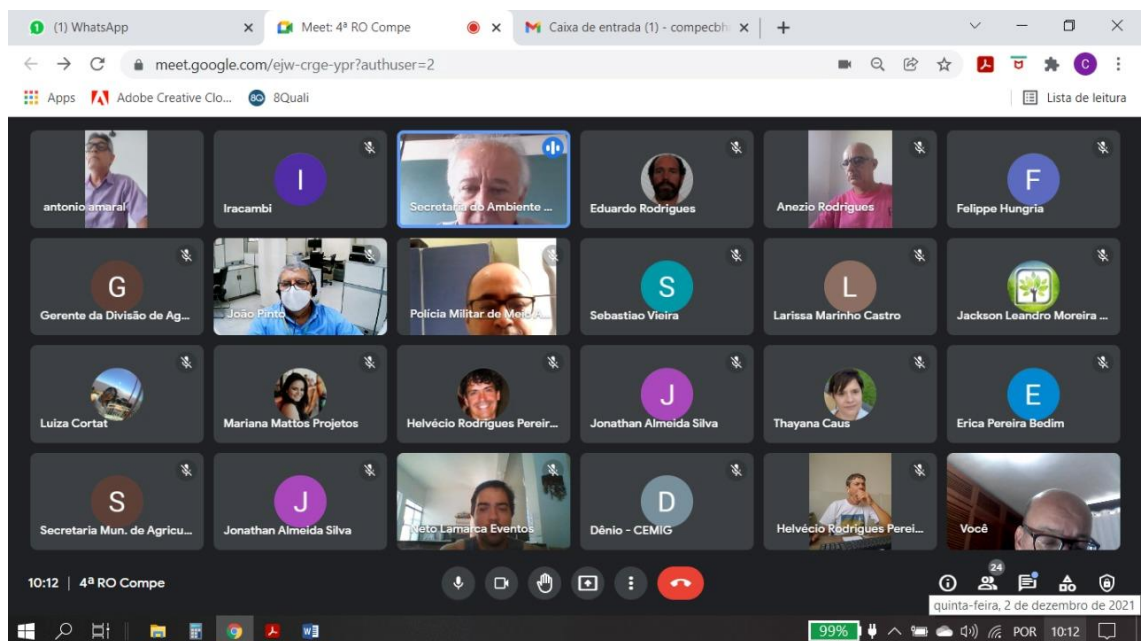 1 (1) WhatsApp
Meet: 4ª RO Compe
Caixa de entrada (1) - compecbh
meet.google.com/ejw-crge-ypr?authuser=2
C
Apps
Adobe Creative Clo...
8Q 8Quali
Lista de leitura
antonio amaral
I
Iracambi
Secretaria do Ambiente ...
Eduardo Rodrigues
Anezio Rodrigues
F
Felippe Hungria
G
Gerente da Divisão de Ag...
João Pinto
Polícia Militar de Meio A...
S
Sebastiao Vieira
L
Larissa Marinho Castro
Jackson Leandro Moreira ...
Luiza Cortat
Mariana Mattos Projetos
Helvécio Rodrigues Pereir...
J
Jonathan Almeida Silva
Thayana Caus
E
Erica Pereira Bedim
S
Secretaria Mun. de Agricu...
J
Jonathan Almeida Silva
Neto Lamarca Eventos
D
Dênio - CEMIG
Helvécio Rodrigues Perei...
Você
10:12 | 4ª RO Compe
24
quinta-feira, 2 de dezembro de 2021
99%
POR
10:12